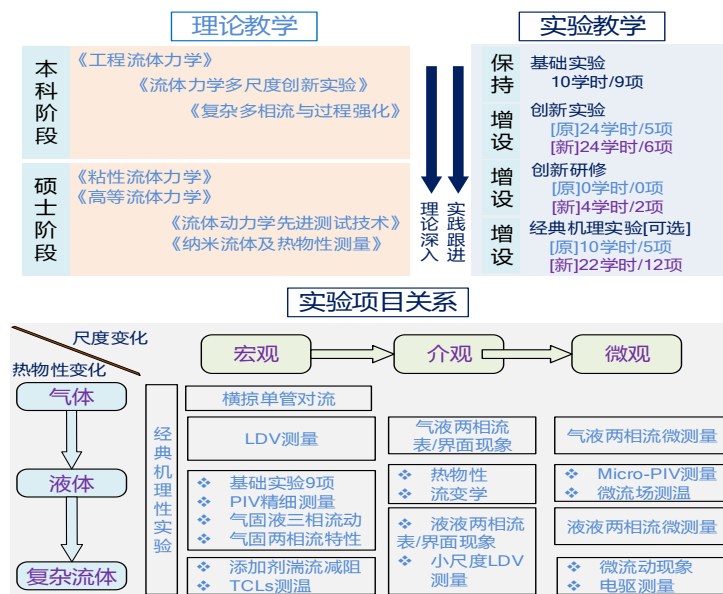 理论教学
本科阶段
《工程流体力学》
《流体力学多尺度创新实验》
《复杂多相流与过程强化》
硕士阶段
《粘性流体力学》
《高等流体力学》
《流体动力学先进测试技术》
《纳米流体及热物性测量》
理论深入
实践跟进
实验教学
保持
基础实验
10学时/9项
增设
创新实验
[原]24学时/5项
[新]24学时/6项
增设
创新研修
[原]0学时/0项
[新]4学时/2项
增设
经典机理实验[可选]
[原]10学时/5项
[新]22学时/12项
实验项目关系
尺度变化
热物性变化
宏观
介观
微观
气体
液体
复杂流体
经典机理性实验
横掠单管对流
LDV测量
气液两相流
表/界面现象
气液两相流微测量
❖ 基础实验9项
❖ PIV精细测量
❖ 气固液三相流动
❖ 气固两相流特性
❖ 热物性
❖ 流变学
❖ Micro-PIV测量
❖ 微流场测温
❖ 液液两相流
表/界面现象
❖ 小尺度LDV
测量
液液两相流微测量
❖ 添加剂湍流减阻
❖ TCLs测温
❖ 微流动现象
❖ 电驱测量